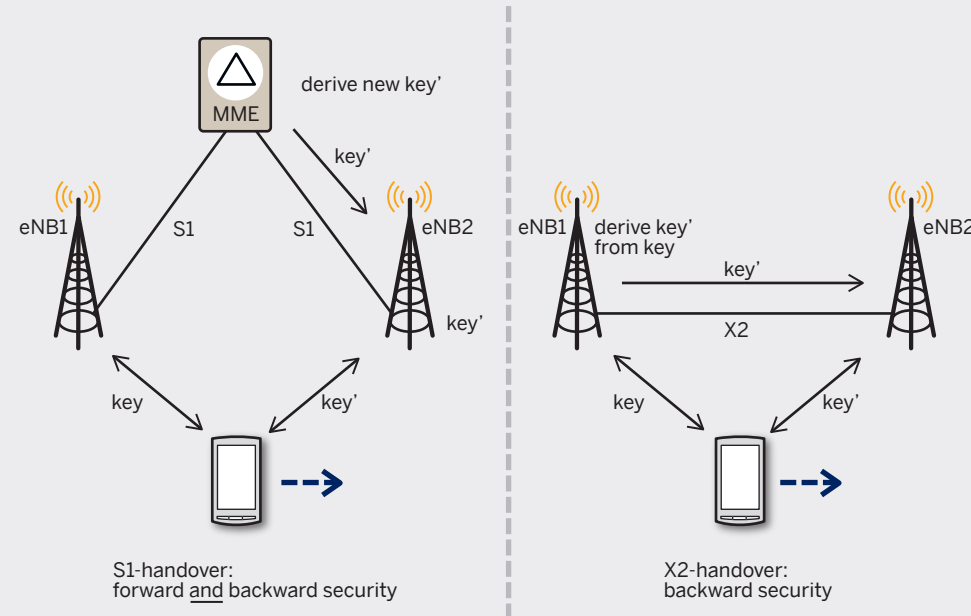 derive new key’
MME
key’
eNB1
S1
S1
eNB2
key’
key
key’
S1-handover:
forward and backward security
eNB1
derive key’
from key
eNB2
key’
X2
key
key’
X2-handover:
backward security